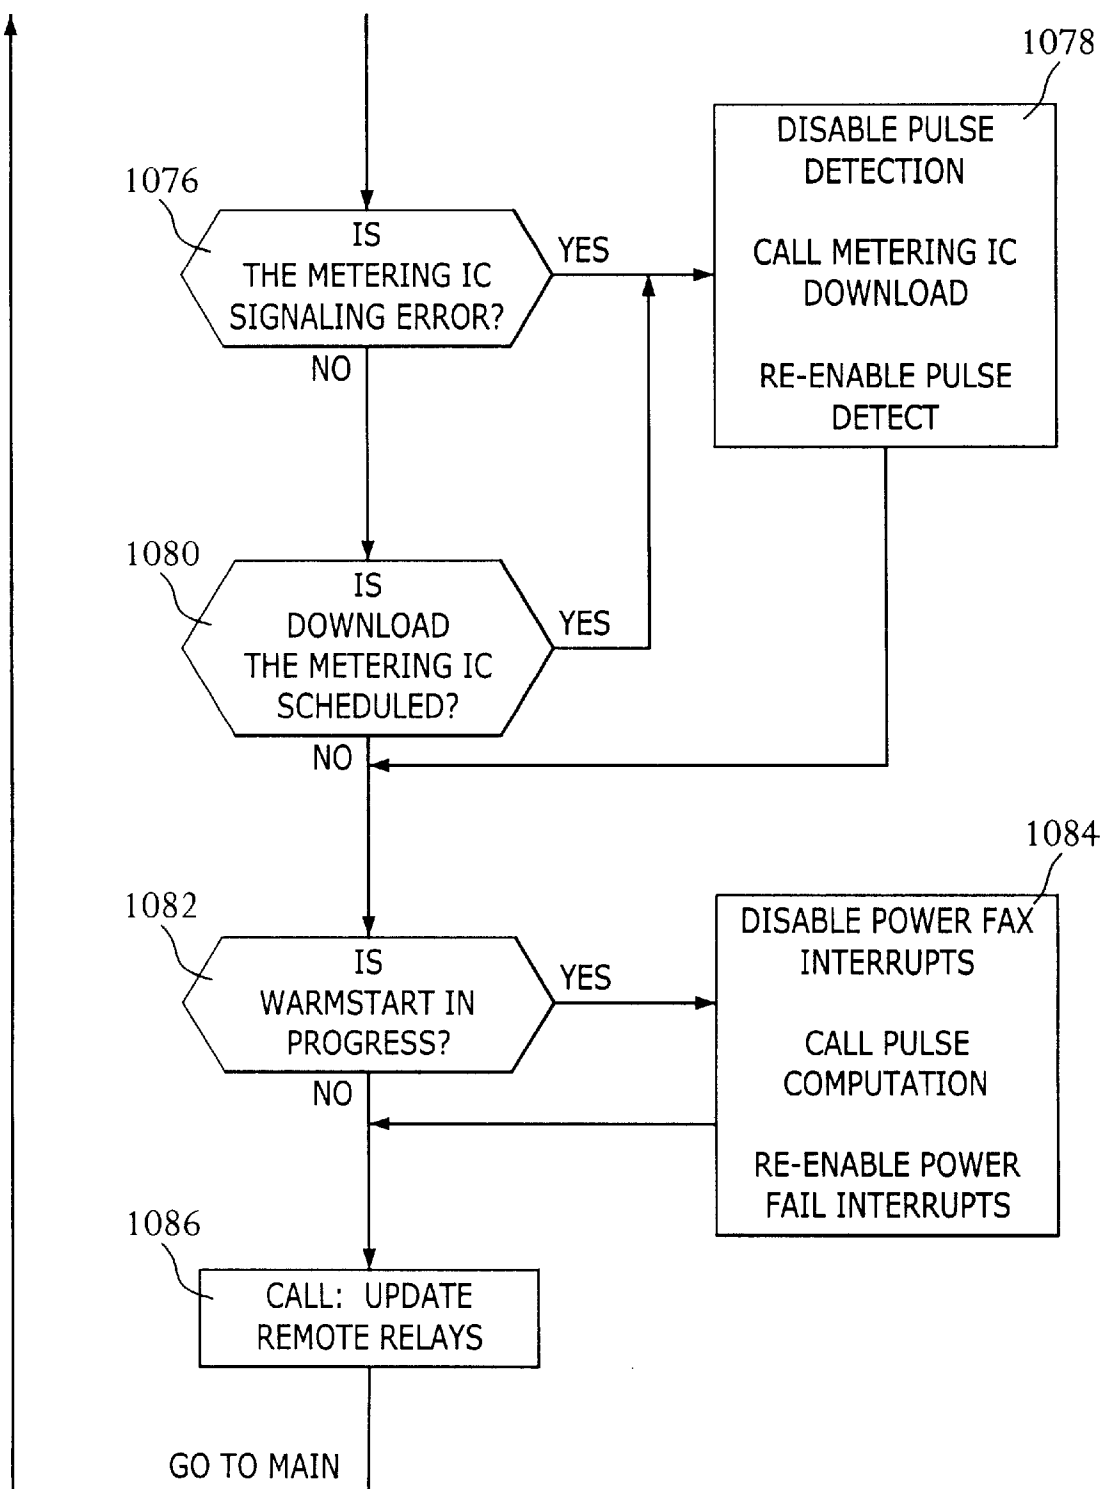 1078
DISABLE PULSE
DETECTION
CALL METERING IC
DOWNLOAD
RE-ENABLE PULSE
DETECT
1076
IS
THE METERING IC
SIGNALING ERROR?
YES
NO
1080
IS
DOWNLOAD
THE METERING IC
SCHEDULED?
YES
NO
1082
IS
WARMSTART IN
PROGRESS?
YES
NO
1084
DISABLE POWER FAX
INTERRUPTS
CALL PULSE
COMPUTATION
RE-ENABLE POWER
FAIL INTERRUPTS
1086
CALL: UPDATE
REMOTE RELAYS
GO TO MAIN